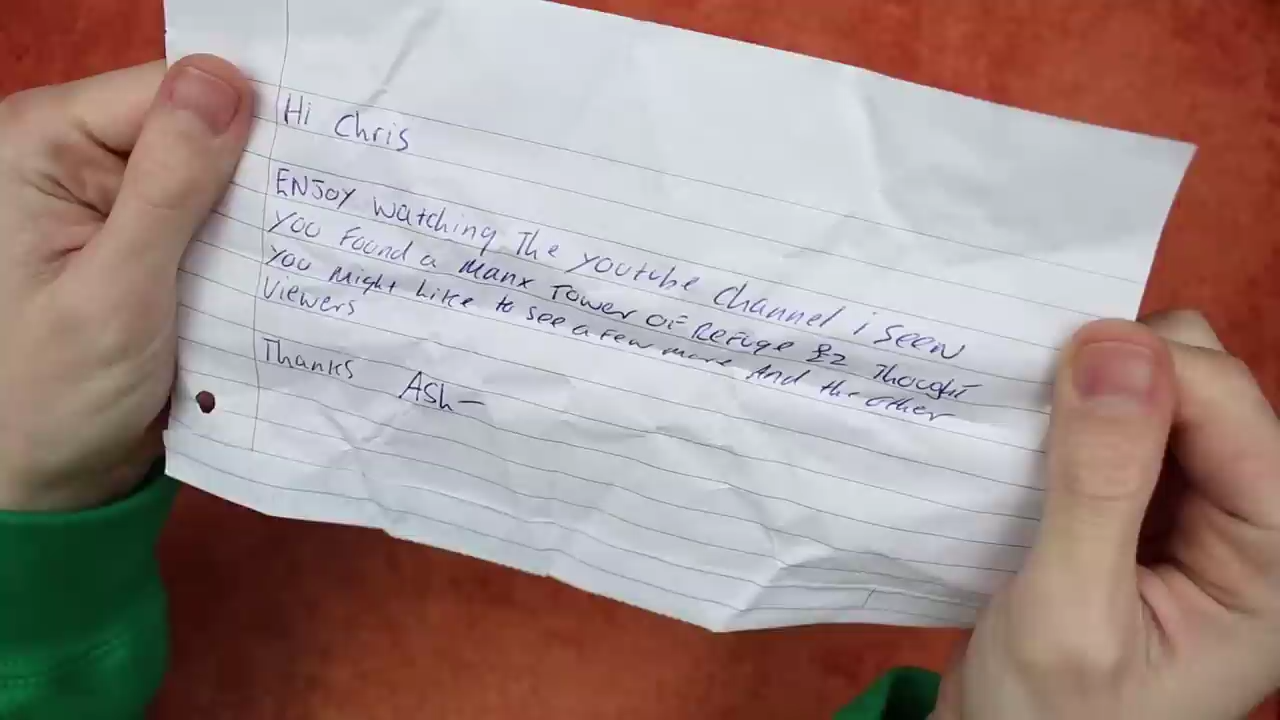 Hi Chris
ENJOY watching The youtube channel i seen
you found a Manx Tower OF Refuge £2 Thought
you might Like to see a few more And the other
Viewers
Thanks Ash-